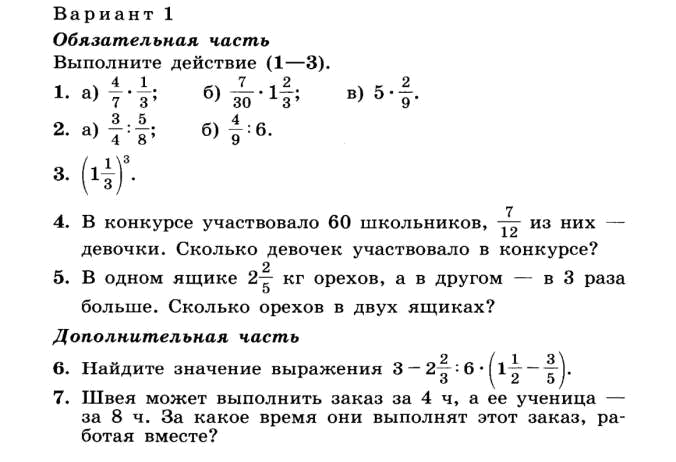 Вариант 1
Обязательная часть
Выполните действие (1—3).
1. а) 4/7 · 1/3; б) 7/30 · 1 2/3; в) 5 · 2/9.
2. а) 3/4 : 5/8; б) 4/9 : 6.
3. (1 1/3)³.
4. В конкурсе участвовало 60 школьников, 7/12 из них —
девочки. Сколько девочек участвовало в конкурсе?
5. В одном ящике 2 2/5 кг орехов, а в другом — в 3 раза
больше. Сколько орехов в двух ящиках?
Дополнительная часть
6. Найдите значение выражения 3 − 2 2/3 : 6 · (1 1/2 − 3/5).
7. Швея может выполнить заказ за 4 ч, а ее ученица —
за 8 ч. За какое время они выполнят этот заказ, ра-
ботая вместе?